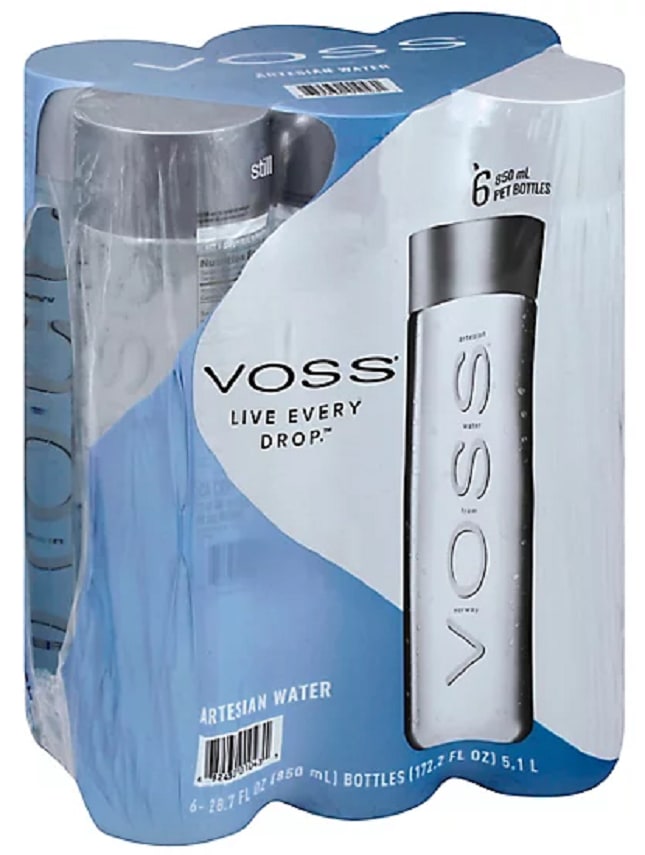 VOSS
ARTESIAN WATER
still
6 850 mL
PET BOTTLES
Nutrition
VOSS
LIVE EVERY
DROP.™
artesian
water
from
norway
VOSS
ARTESIAN WATER
6- 28.7 FL OZ (850 mL) BOTTLES (172.2 FL OZ) 5.1 L